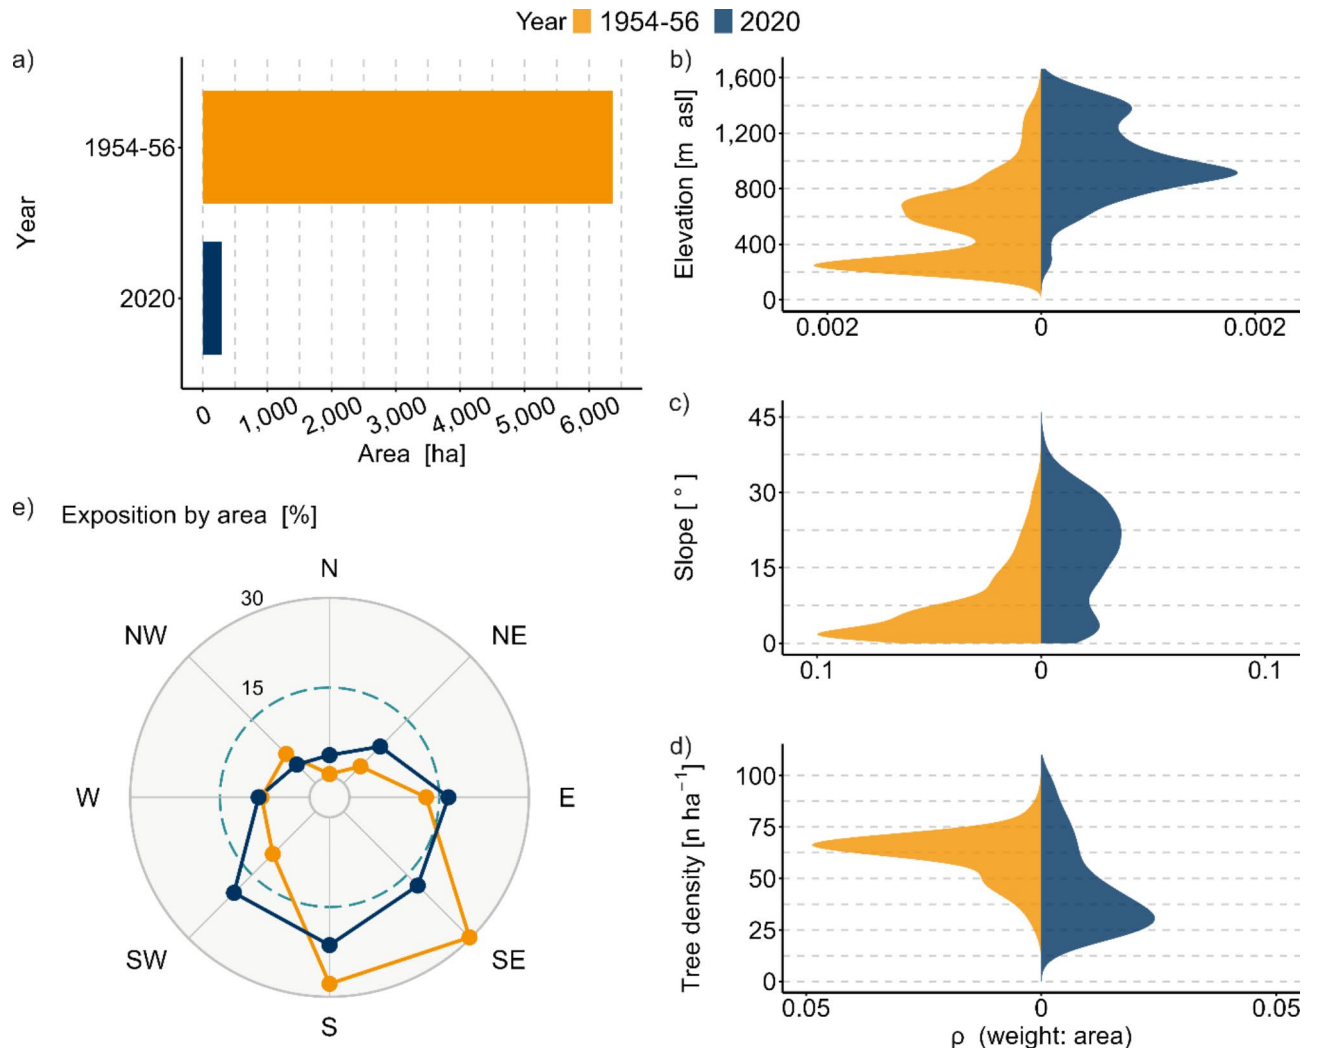 Year 1954-56 2020
a)
Year
1954-56
2020
0 1,000 2,000 3,000 4,000 5,000 6,000
Area [ha]
b)
Elevation [m asl]
1,600
1,200
800
400
0
0.002 0 0.002
c)
Slope [°]
45
30
15
0
0.1 0 0.1
d)
Tree density [n ha⁻¹]
100
75
50
25
0
0.05 0 0.05
ρ (weight: area)
e) Exposition by area [%]
N
30
NW NE
15
W E
SW SE
S